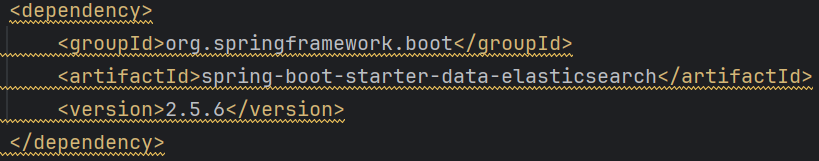 <dependency>
<groupId>org.springframework.boot</groupId>
<artifactId>spring-boot-starter-data-elasticsearch</artifactId>
<version>2.5.6</version>
</dependency>